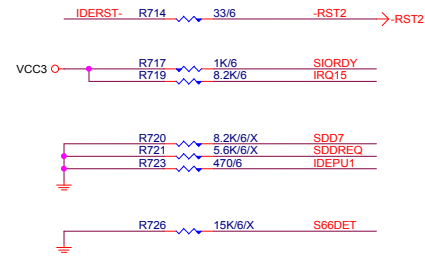 IDERST- R714 33/6 -RST2 -RST2
R717 1K/6 SIORDY
VCC3 R719 8.2K/6 IRQ15
R720 8.2K/6/X SDD7
R721 5.6K/6/X SDDREQ
R723 470/6 IDEPU1
R726 15K/6/X S66DET